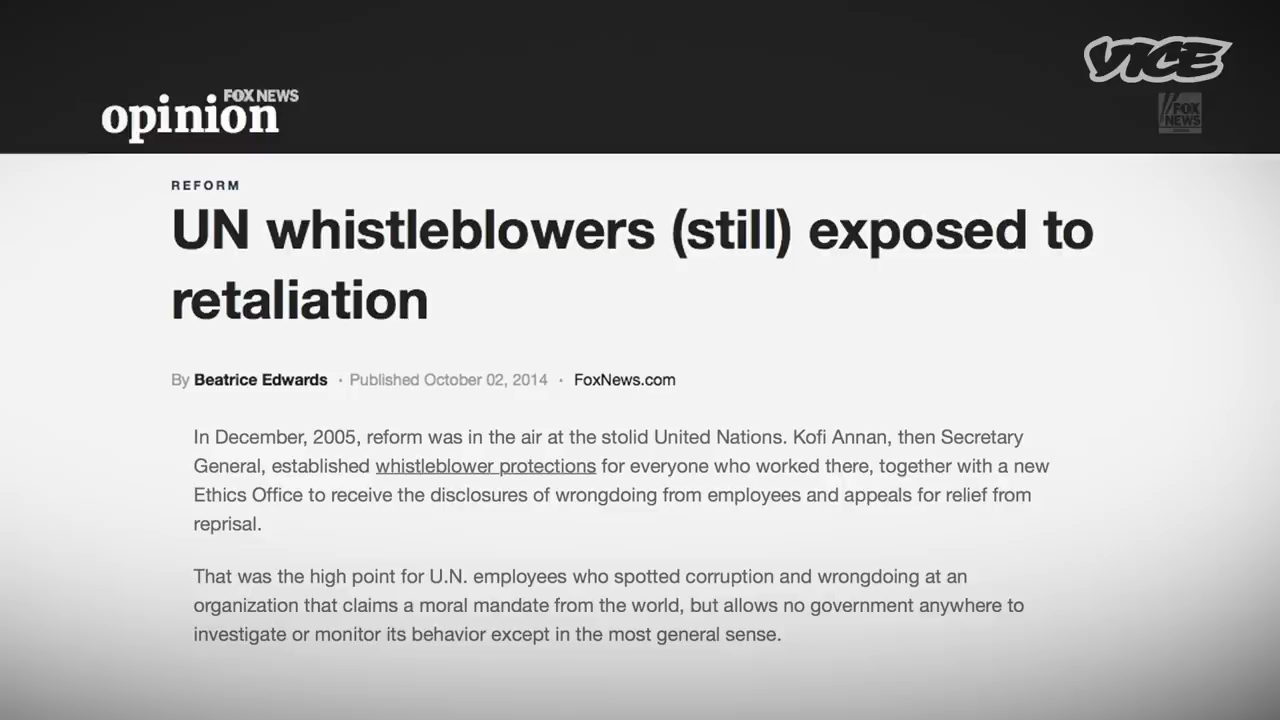 VICE
FOX NEWS
opinion
FOX
NEWS
REFORM
UN whistleblowers (still) exposed to
retaliation
By Beatrice Edwards · Published October 02, 2014 · FoxNews.com
In December, 2005, reform was in the air at the stolid United Nations. Kofi Annan, then Secretary
General, established whistleblower protections for everyone who worked there, together with a new
Ethics Office to receive the disclosures of wrongdoing from employees and appeals for relief from
reprisal.
That was the high point for U.N. employees who spotted corruption and wrongdoing at an
organization that claims a moral mandate from the world, but allows no government anywhere to
investigate or monitor its behavior except in the most general sense.